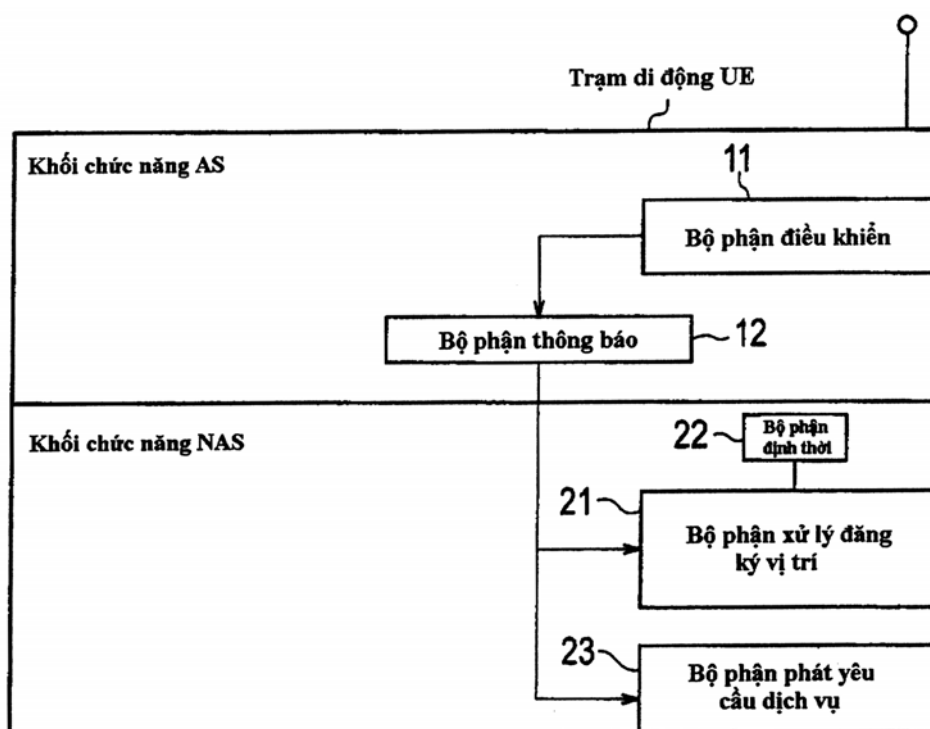 Trạm di động UE
Khối chức năng AS
11
Bộ phận điều khiển
Bộ phận thông báo
12
Khối chức năng NAS
22
Bộ phận
định thời
21
Bộ phận xử lý đăng
ký vị trí
23
Bộ phận phát yêu
cầu dịch vụ